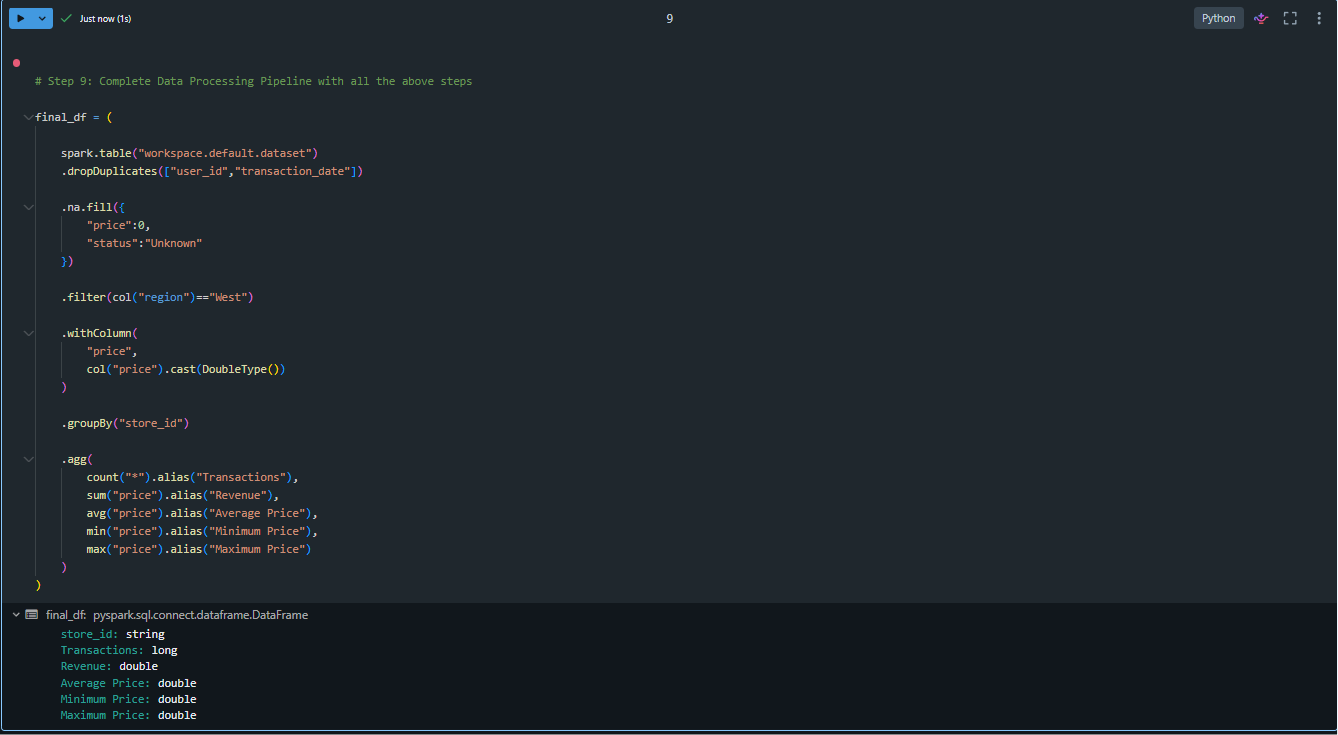 Just now (1s)
9
Python
# Step 9: Complete Data Processing Pipeline with all the above steps
final_df = (
spark.table("workspace.default.dataset")
.dropDuplicates(["user_id","transaction_date"])
.na.fill({
"price":0,
"status":"Unknown"
})
.filter(col("region")=="West")
.withColumn(
"price",
col("price").cast(DoubleType())
)
.groupBy("store_id")
.agg(
count("*").alias("Transactions"),
sum("price").alias("Revenue"),
avg("price").alias("Average Price"),
min("price").alias("Minimum Price"),
max("price").alias("Maximum Price")
)
)
final_df: pyspark.sql.connect.dataframe.DataFrame
store_id: string
Transactions: long
Revenue: double
Average Price: double
Minimum Price: double
Maximum Price: double